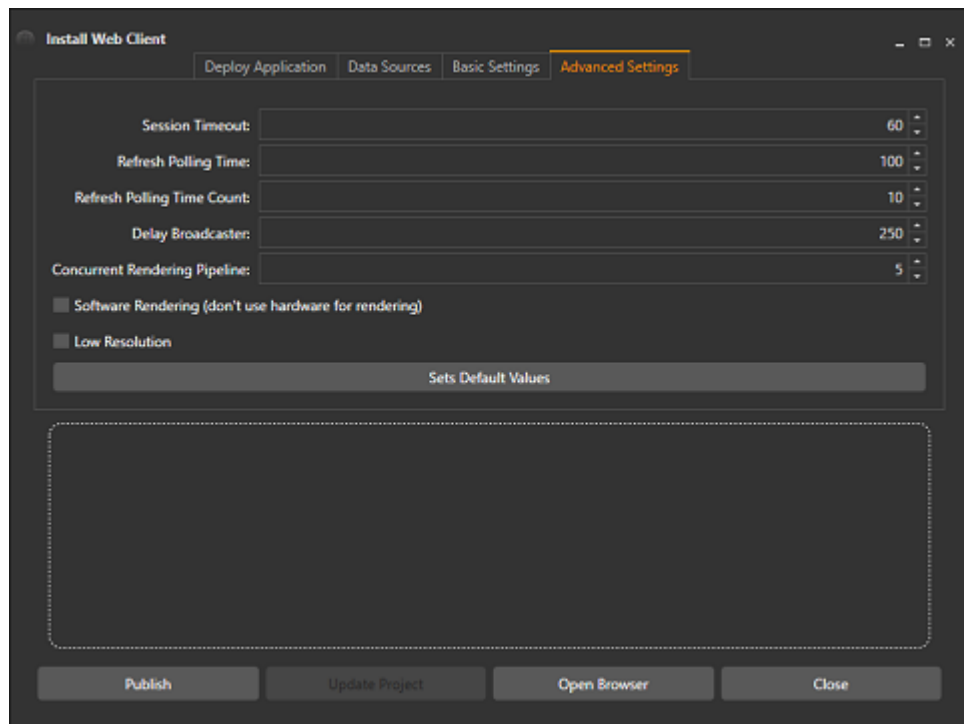 Install Web Client
Deploy Application Data Sources Basic Settings Advanced Settings
Session Timeout: 60
Refresh Polling Time: 100
Refresh Polling Time Count: 10
Delay Broadcaster: 250
Concurrent Rendering Pipeline: 5
Software Rendering (don't use hardware for rendering)
Low Resolution
Sets Default Values
Publish Update Project Open Browser Close